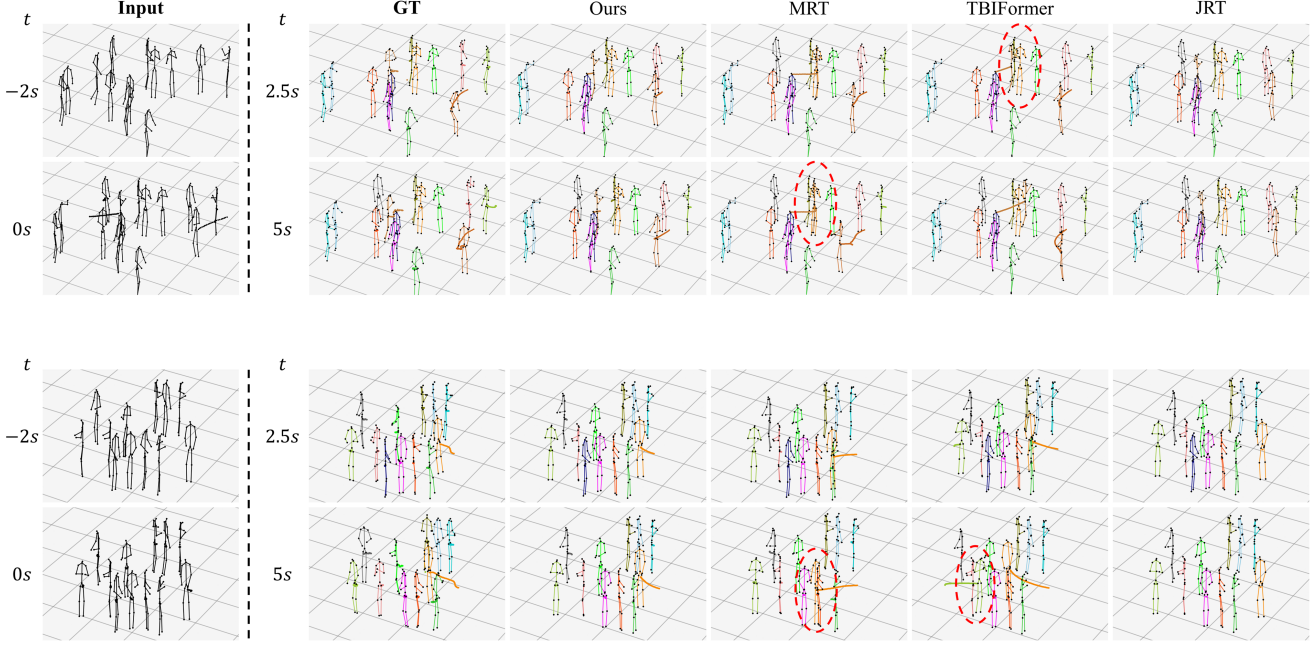 t Input GT Ours MRT TBIFormer JRT
−2s 2.5s
0s 5s
t t
−2s 2.5s
0s 5s